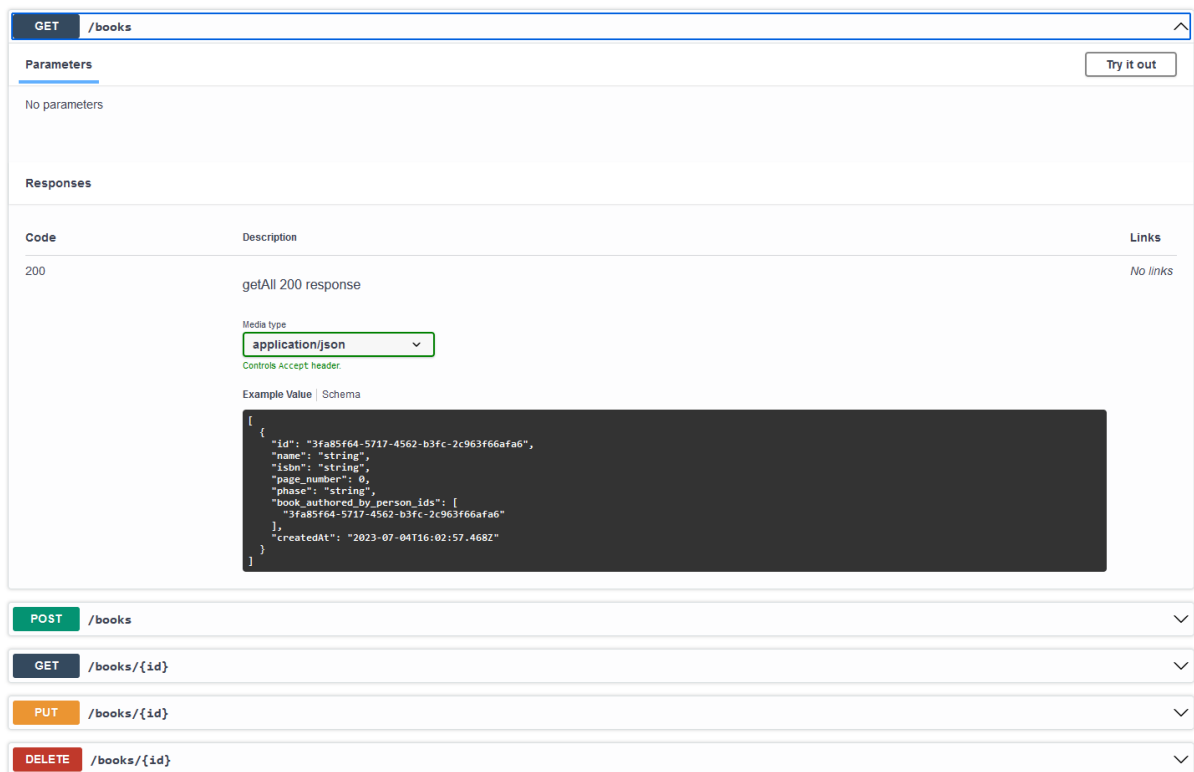 GET /books
Parameters Try it out
No parameters
Responses
Code Description Links
200 getAll 200 response No links
Media type
application/json
Controls Accept header.
Example Value Schema
[
  {
    "id": "3fa85f64-5717-4562-b3fc-2c963f66afa6",
    "name": "string",
    "isbn": "string",
    "page_number": 0,
    "phase": "string",
    "book_authored_by_person_ids": [
      "3fa85f64-5717-4562-b3fc-2c963f66afa6"
    ],
    "createdAt": "2023-07-04T16:02:57.468Z"
  }
]
POST /books
GET /books/{id}
PUT /books/{id}
DELETE /books/{id}